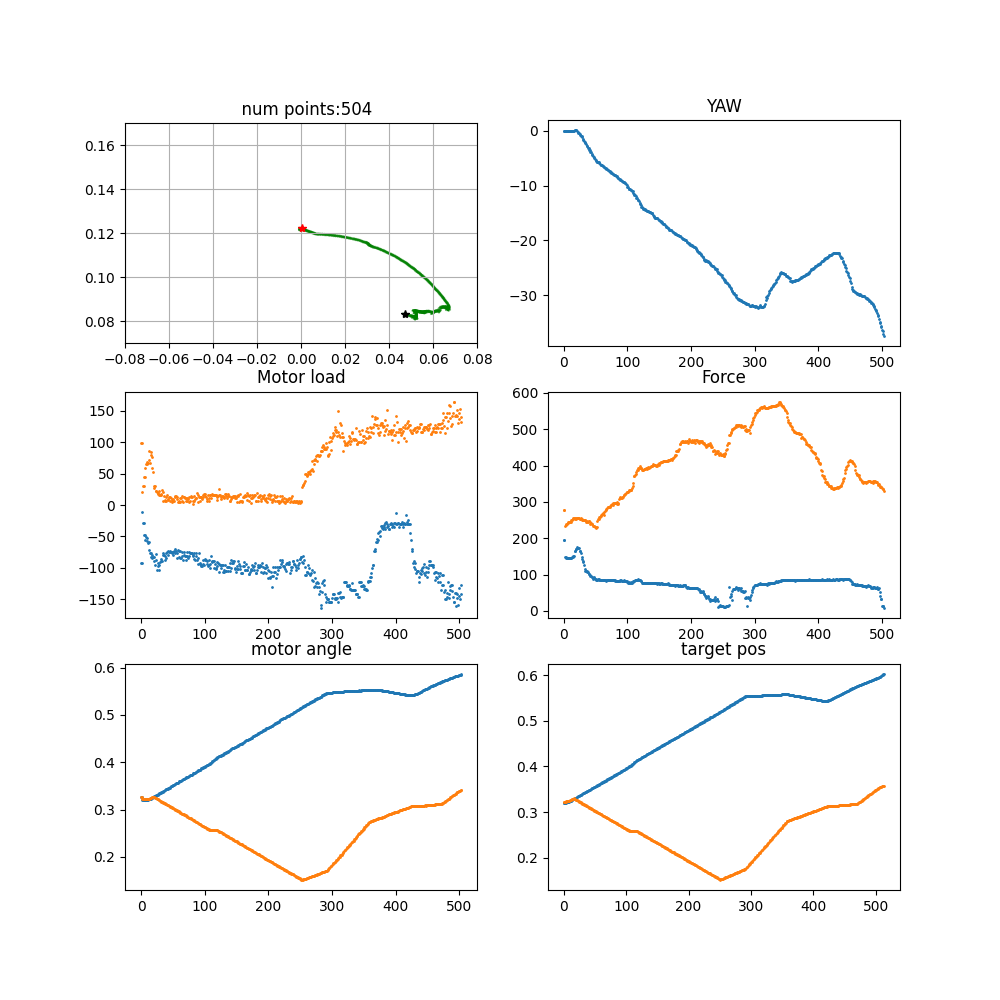 num points:504
YAW
0.16
0.14
0.12
0.10
0.08
−0.08 −0.06 −0.04 −0.02 0.00 0.02 0.04 0.06 0.08
0
−10
−20
−30
0 100 200 300 400 500
Motor load
Force
150
100
50
0
−50
−100
−150
0 100 200 300 400 500
600
500
400
300
200
100
0
0 100 200 300 400 500
motor angle
target pos
0.6
0.5
0.4
0.3
0.2
0 100 200 300 400 500
0.6
0.5
0.4
0.3
0.2
0 100 200 300 400 500